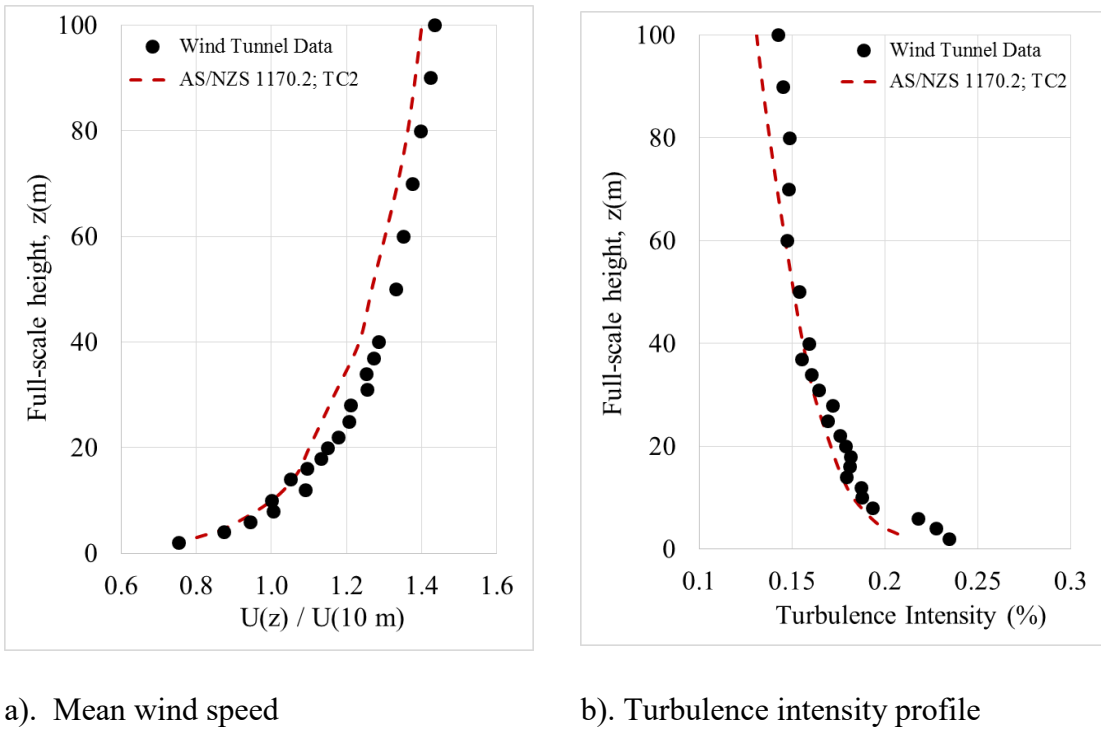 100
80
60
40
20
0
Full-scale height, z(m)
Wind Tunnel Data
AS/NZS 1170.2; TC2
0.6 0.8 1.0 1.2 1.4 1.6
U(z) / U(10 m)
100
80
60
40
20
0
Full-scale height, z(m)
Wind Tunnel Data
AS/NZS 1170.2; TC2
0.1 0.15 0.2 0.25 0.3
Turbulence Intensity (%)
a). Mean wind speed
b). Turbulence intensity profile